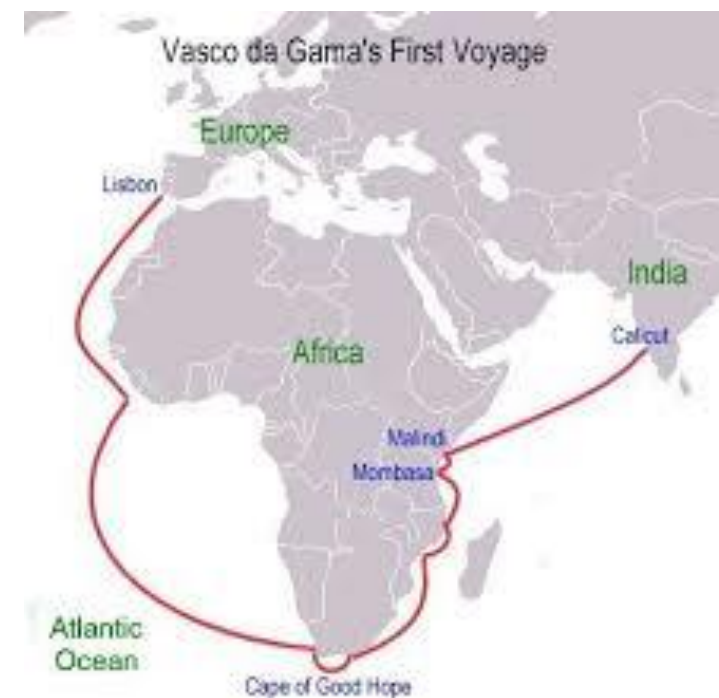 Vasco da Gama's First Voyage
Europe
Lisbon
India
Calicut
Africa
Malindi
Mombasa
Atlantic
Ocean
Cape of Good Hope